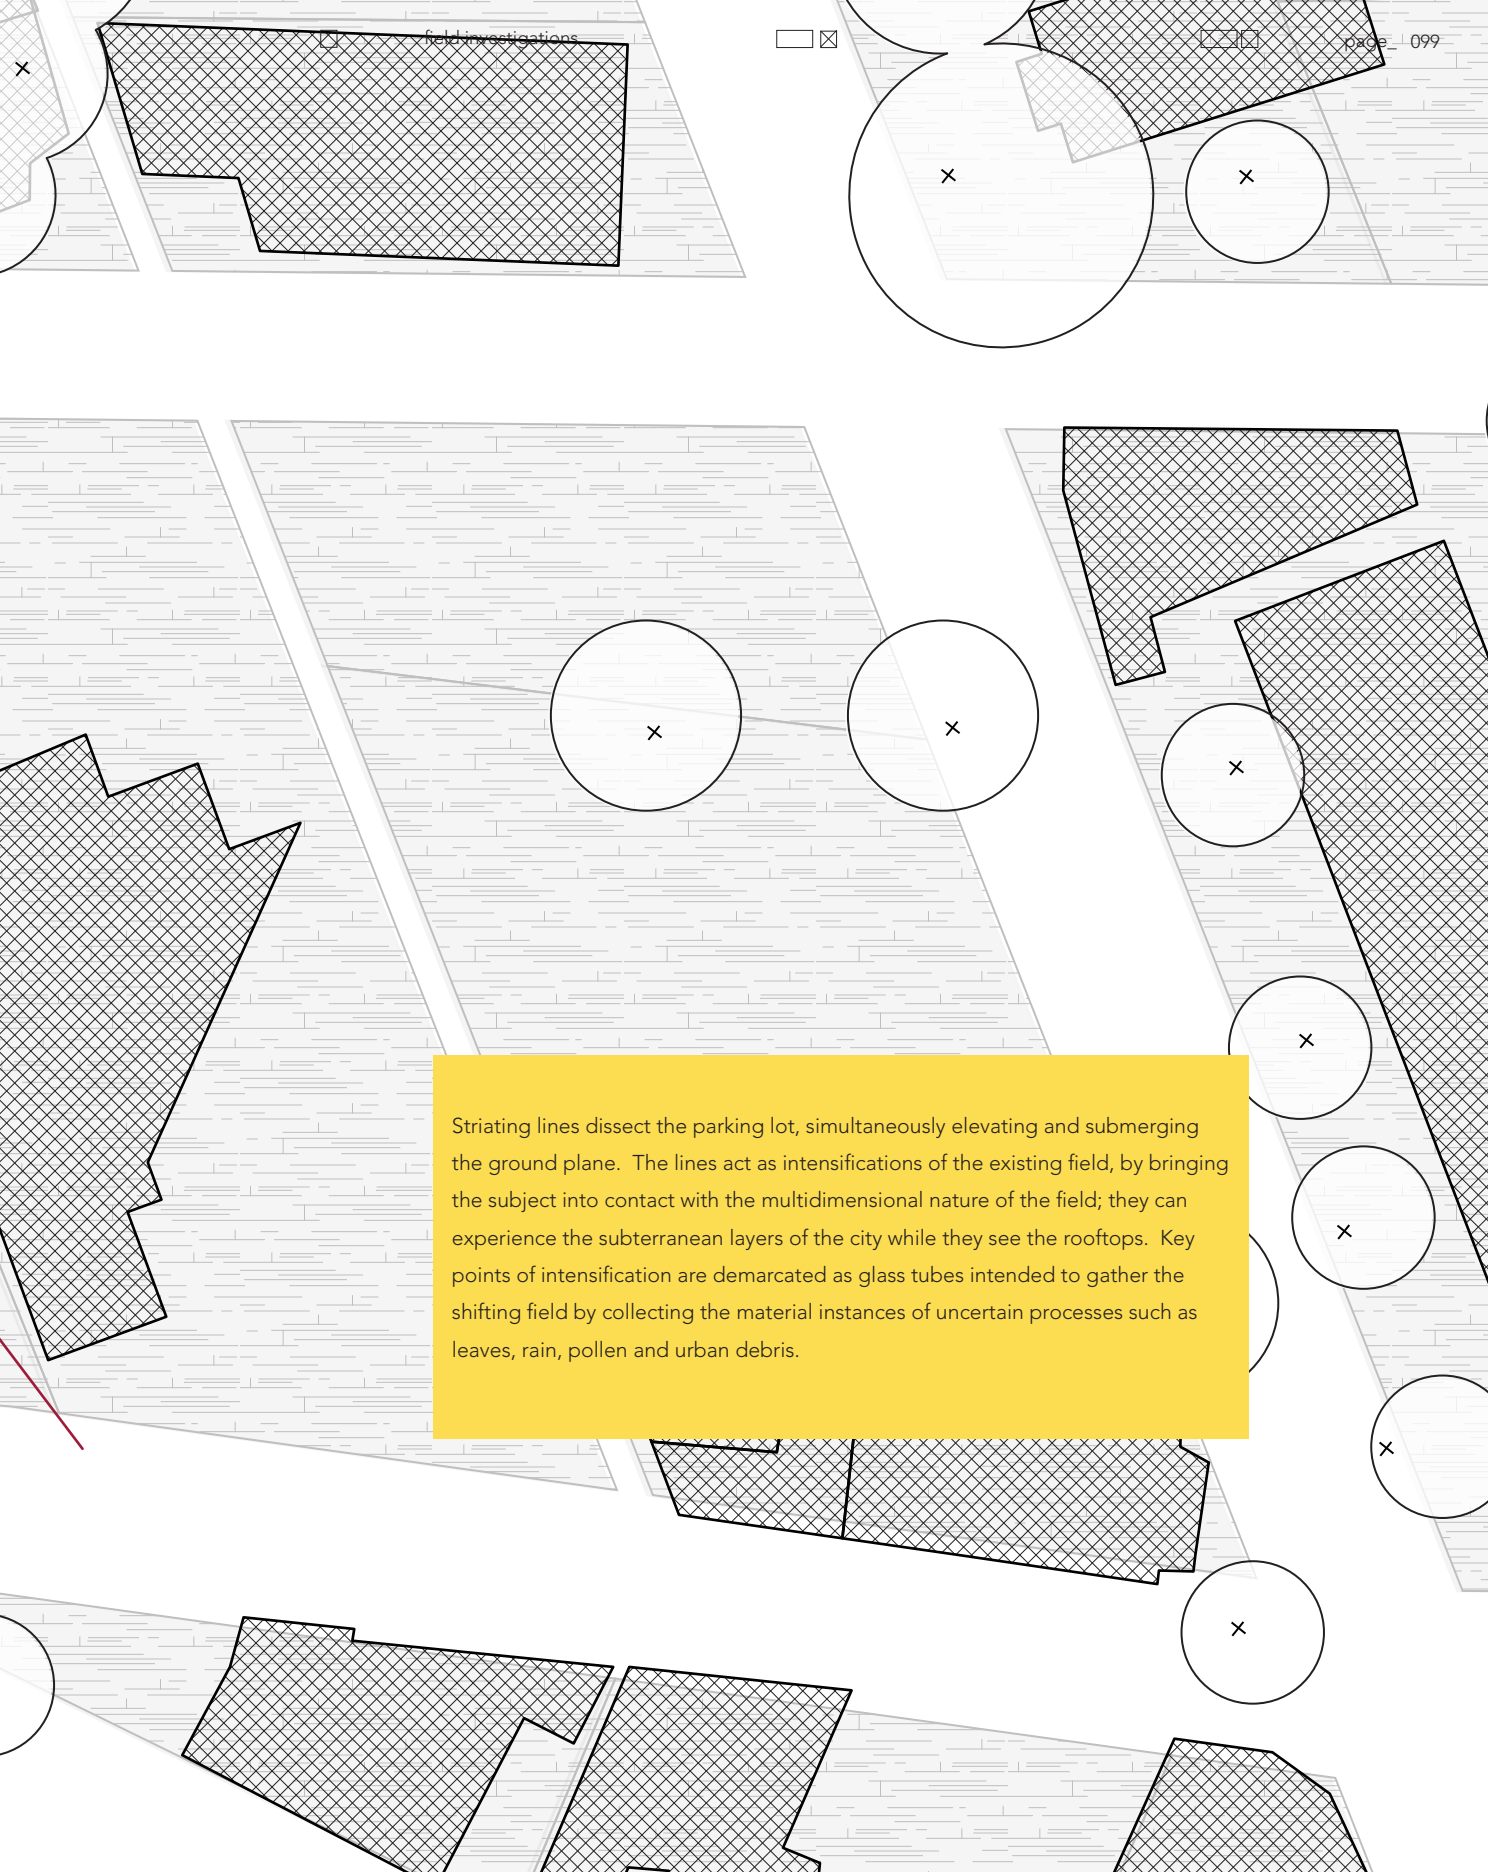 field investigations
page_ 099
Striating lines dissect the parking lot, simultaneously elevating and submerging
the ground plane.  The lines act as intensifications of the existing field, by bringing
the subject into contact with the multidimensional nature of the field; they can
experience the subterranean layers of the city while they see the rooftops.  Key
points of intensification are demarcated as glass tubes intended to gather the
shifting field by collecting the material instances of uncertain processes such as
leaves, rain, pollen and urban debris.